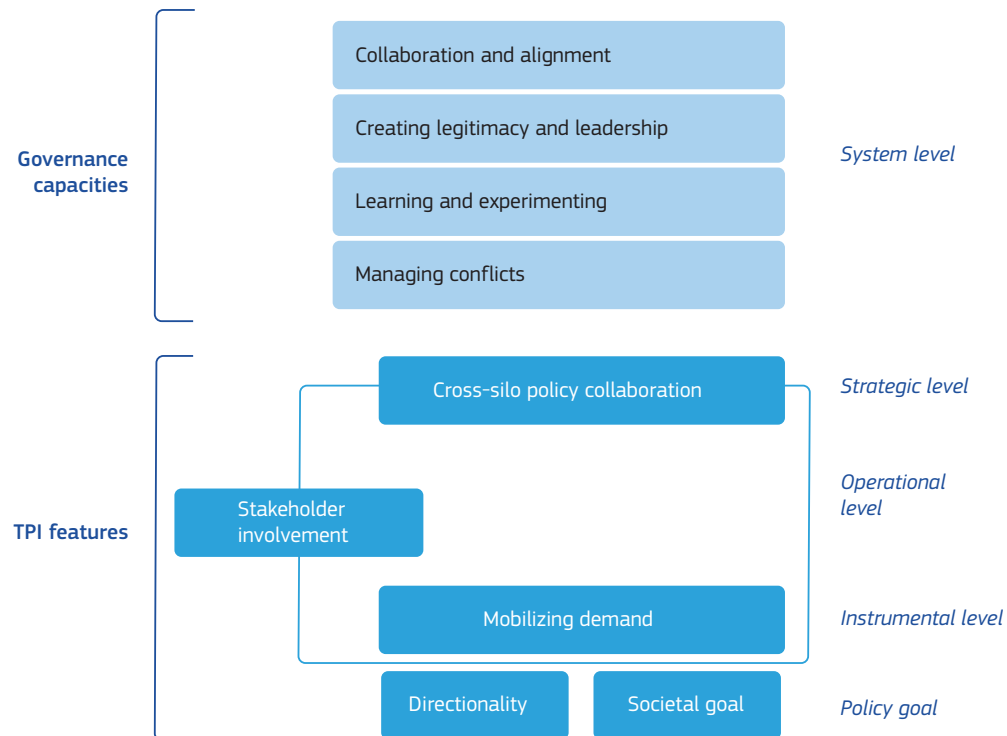 Governance
capacities
Collaboration and alignment
Creating legitimacy and leadership
Learning and experimenting
Managing conflicts
System level
TPI features
Cross-silo policy collaboration
Strategic level
Stakeholder
involvement
Operational
level
Mobilizing demand
Instrumental level
Directionality
Societal goal
Policy goal